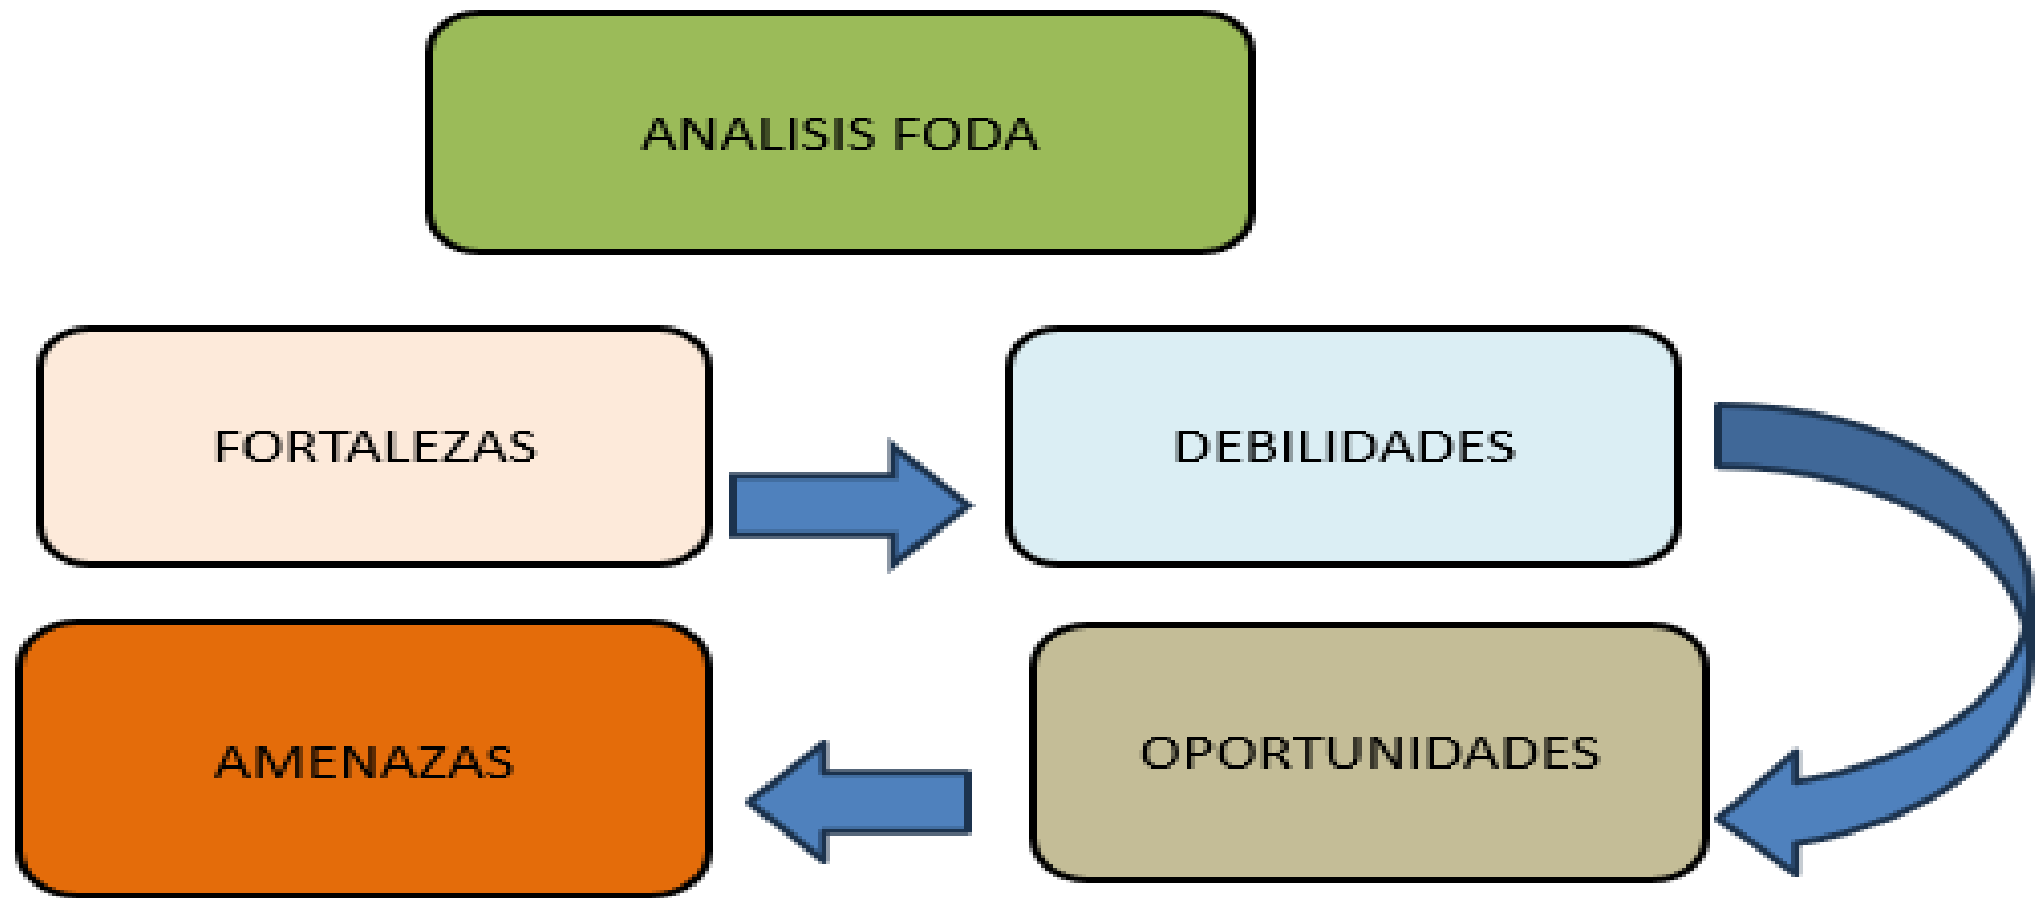 ANALISIS FODA
FORTALEZAS
DEBILIDADES
AMENAZAS
OPORTUNIDADES